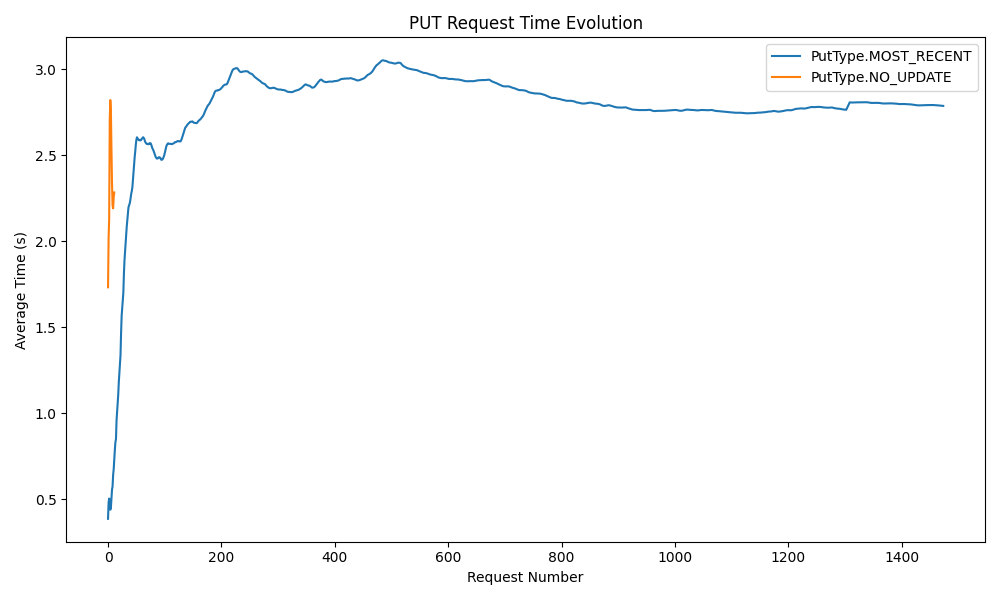 PUT Request Time Evolution
PutType.MOST_RECENT
PutType.NO_UPDATE
Average Time (s)
3.0
2.5
2.0
1.5
1.0
0.5
0 200 400 600 800 1000 1200 1400
Request Number